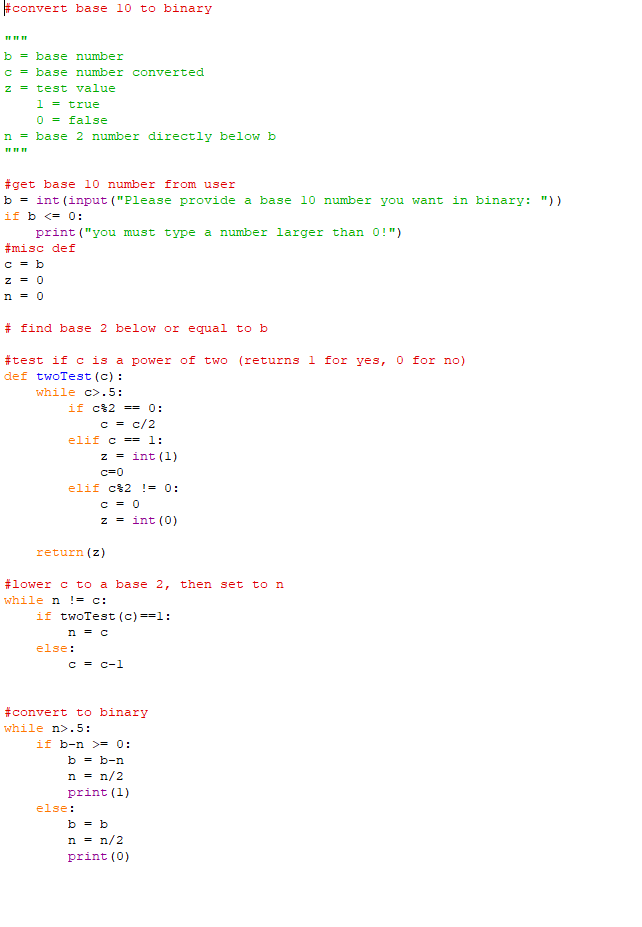 #convert base 10 to binary
"""
b = base number
c = base number converted
z = test value
    1 = true
    0 = false
n = base 2 number directly below b
"""
#get base 10 number from user
b = int(input("Please provide a base 10 number you want in binary: "))
if b <= 0:
    print("you must type a number larger than 0!")
#misc def
c = b
z = 0
n = 0
# find base 2 below or equal to b
#test if c is a power of two (returns 1 for yes, 0 for no)
def twoTest(c):
    while c>.5:
        if c%2 == 0:
            c = c/2
        elif c == 1:
            z = int(1)
            c=0
        elif c%2 != 0:
            c = 0
            z = int(0)
    return(z)
#lower c to a base 2, then set to n
while n != c:
    if twoTest(c)==1:
        n = c
    else:
        c = c-1
#convert to binary
while n>.5:
    if b-n >= 0:
        b = b-n
        n = n/2
        print(1)
    else:
        b = b
        n = n/2
        print(0)